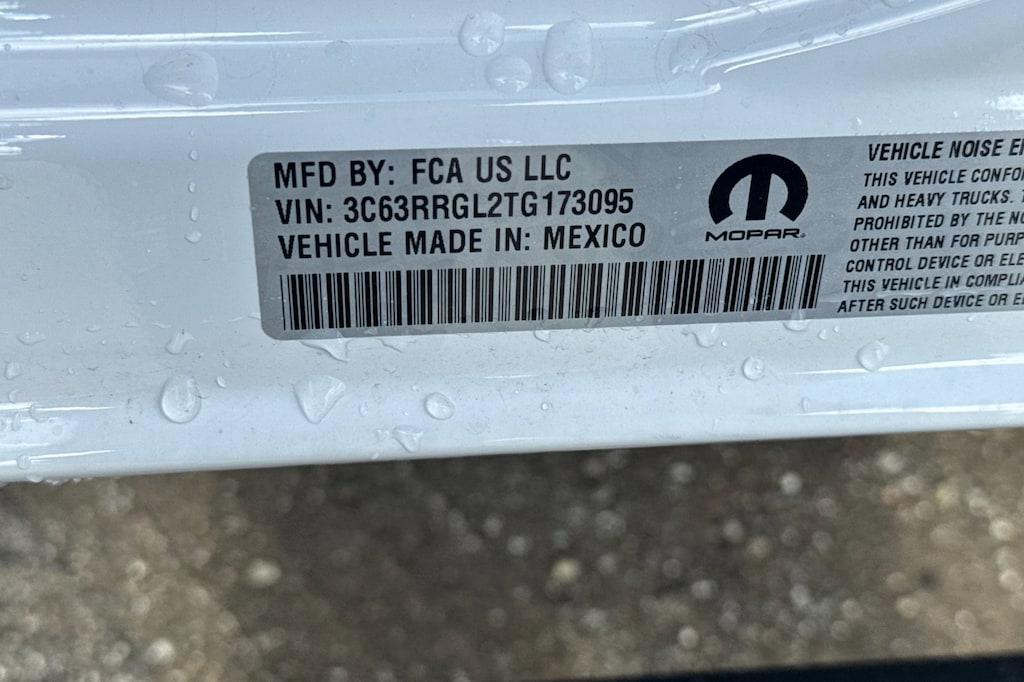 MFD BY: FCA US LLC
VIN: 3C63RRGL2TG173095
VEHICLE MADE IN: MEXICO
MOPAR
VEHICLE NOISE
THIS VEHICLE
AND HEAVY TRUCKS.
PROHIBITED BY THE
OTHER THAN FOR
CONTROL DEVICE OR
THIS VEHICLE IN
AFTER SUCH DEVICE OR